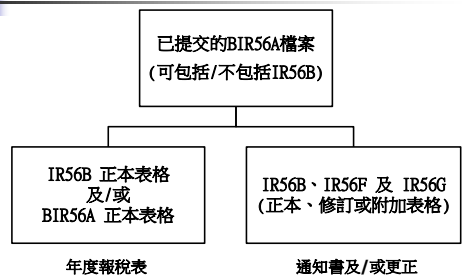 已提交的BIR56A檔案
(可包括/不包括IR56B)
IR56B 正本表格
及/或
BIR56A 正本表格
IR56B、IR56F 及 IR56G
(正本、修訂或附加表格)
年度報稅表
通知書及/或更正